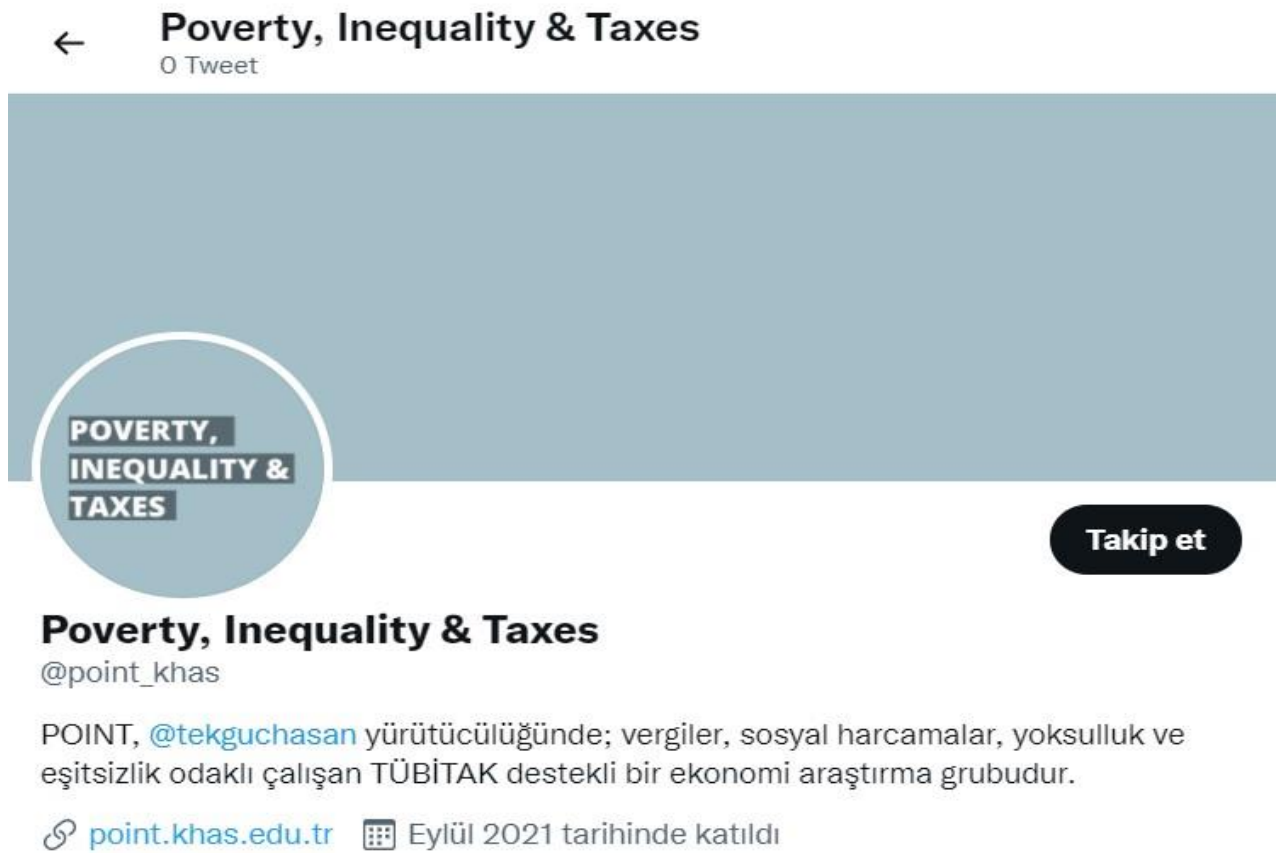 Poverty, Inequality & Taxes
0 Tweet
POVERTY,
INEQUALITY &
TAXES
Takip et
Poverty, Inequality & Taxes
@point_khas
POINT, @tekguchasan yürütücülüğünde; vergiler, sosyal harcamalar, yoksulluk ve
eşitsizlik odaklı çalışan TÜBİTAK destekli bir ekonomi araştırma grubudur.
point.khas.edu.tr Eylül 2021 tarihinde katıldı